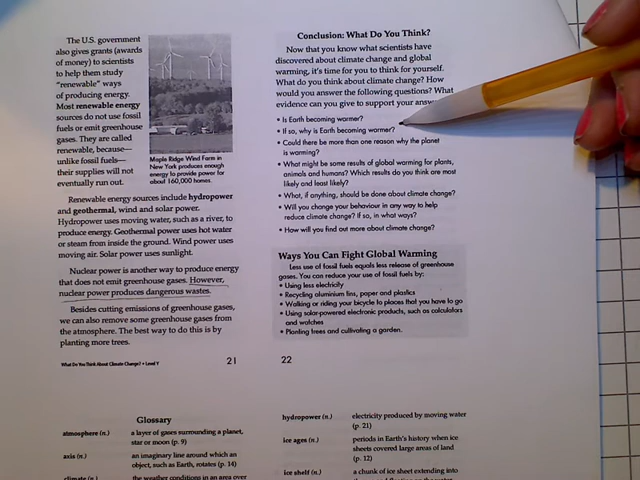 The U.S. government
also gives grants (awards
of money) to scientists
to help them study
"renewable" ways
of producing energy.
Most renewable energy
sources do not use fossil
fuels or emit greenhouse
gases. They are called
renewable, because—
unlike fossil fuels—
their supplies will not
eventually run out.
Maple Ridge Wind Farm in
New York produces enough
energy to provide power for
about 160,000 homes.
Renewable energy sources include hydropower
and geothermal, wind and solar power.
Hydropower uses moving water, such as a river, to
produce energy. Geothermal power uses hot water
or steam from inside the ground. Wind power uses
moving air. Solar power uses sunlight.
Nuclear power is another way to produce energy
that does not emit greenhouse gases. However,
nuclear power produces dangerous wastes.
Besides cutting emissions of greenhouse gases,
we can also remove some greenhouse gases from
the atmosphere. The best way to do this is by
planting more trees.
What Do You Think About Climate Change? • Level Y
21
Conclusion: What Do You Think?
Now that you know what scientists have
discovered about climate change and global
warming, it's time for you to think for yourself.
What do you think about climate change? How
would you answer the following questions? What
evidence can you give to support your
• Is Earth becoming warmer?
• If so, why is Earth becoming warmer?
• Could there be more than one reason why the planet
is warming?
• What might be some results of global warming for plants,
animals and humans? Which results do you think are most
likely and least likely?
• What, if anything, should be done about climate change?
• Will you change your behaviour in any way to help
reduce climate change? If so, in what ways?
• How will you find out more about climate change?
Ways You Can Fight Global Warming
Less use of fossil fuel equals less release of greenhouse
gases. You can reduce your use of fossil fuels by:
• Using less electricity
• Recycling aluminium tins, paper and plastics
• Walking or riding your bicycle to places that you have to go
• Using solar-powered electronic products, such as calculators
and watches
• Planting trees and cultivating a garden.
22
Glossary
atmosphere (n.) a layer of gases surrounding a planet,
star or moon (p. 9)
axis (n.) an imaginary line around which an
object, such as Earth, rotates (p. 14)
climate (n.) the weather conditions in an area over
hydropower (n.) electricity produced by moving water
(p. 21)
ice ages (n.) periods in Earth's history when ice
sheets covered large areas of land
(p. 12)
ice shelf (n.) a chunk of ice sheet extending into